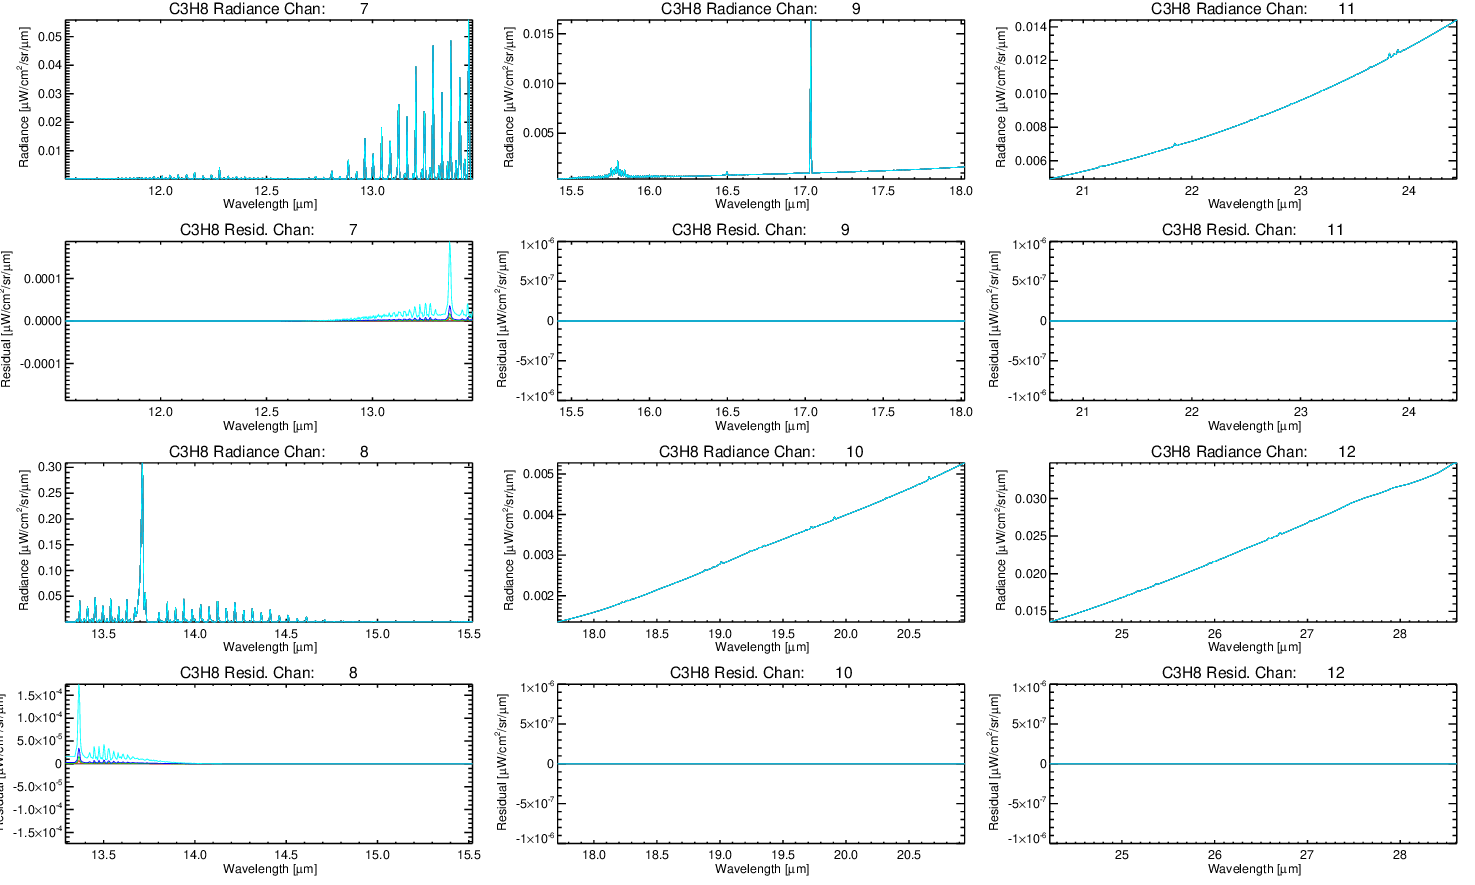 C3H8 Radiance Chan: 7
Radiance [μW/cm²/sr/μm]
0.05
0.04
0.03
0.02
0.01
12.0 12.5 13.0
Wavelength [μm]
C3H8 Radiance Chan: 9
Radiance [μW/cm²/sr/μm]
0.015
0.010
0.005
15.5 16.0 16.5 17.0 17.5 18.0
Wavelength [μm]
C3H8 Radiance Chan: 11
Radiance [μW/cm²/sr/μm]
0.014
0.012
0.010
0.008
0.006
21 22 23 24
Wavelength [μm]
C3H8 Resid. Chan: 7
Residual [μW/cm²/sr/μm]
0.0001
0.0000
-0.0001
12.0 12.5 13.0
Wavelength [μm]
C3H8 Resid. Chan: 9
Residual [μW/cm²/sr/μm]
1×10⁻⁶
5×10⁻⁷
0
-5×10⁻⁷
-1×10⁻⁶
15.5 16.0 16.5 17.0 17.5 18.0
Wavelength [μm]
C3H8 Resid. Chan: 11
Residual [μW/cm²/sr/μm]
1×10⁻⁶
5×10⁻⁷
0
-5×10⁻⁷
-1×10⁻⁶
21 22 23 24
Wavelength [μm]
C3H8 Radiance Chan: 8
Radiance [μW/cm²/sr/μm]
0.30
0.25
0.20
0.15
0.10
0.05
13.5 14.0 14.5 15.0 15.5
Wavelength [μm]
C3H8 Radiance Chan: 10
Radiance [μW/cm²/sr/μm]
0.005
0.004
0.003
0.002
18.0 18.5 19.0 19.5 20.0 20.5
Wavelength [μm]
C3H8 Radiance Chan: 12
Radiance [μW/cm²/sr/μm]
0.030
0.025
0.020
0.015
25 26 27 28
Wavelength [μm]
C3H8 Resid. Chan: 8
Residual [μW/cm²/sr/μm]
1.5×10⁻⁴
1.0×10⁻⁴
5.0×10⁻⁵
0
-5.0×10⁻⁵
-1.0×10⁻⁴
-1.5×10⁻⁴
13.5 14.0 14.5 15.0 15.5
Wavelength [μm]
C3H8 Resid. Chan: 10
Residual [μW/cm²/sr/μm]
1×10⁻⁶
5×10⁻⁷
0
-5×10⁻⁷
-1×10⁻⁶
18.0 18.5 19.0 19.5 20.0 20.5
Wavelength [μm]
C3H8 Resid. Chan: 12
Residual [μW/cm²/sr/μm]
1×10⁻⁶
5×10⁻⁷
0
-5×10⁻⁷
-1×10⁻⁶
25 26 27 28
Wavelength [μm]